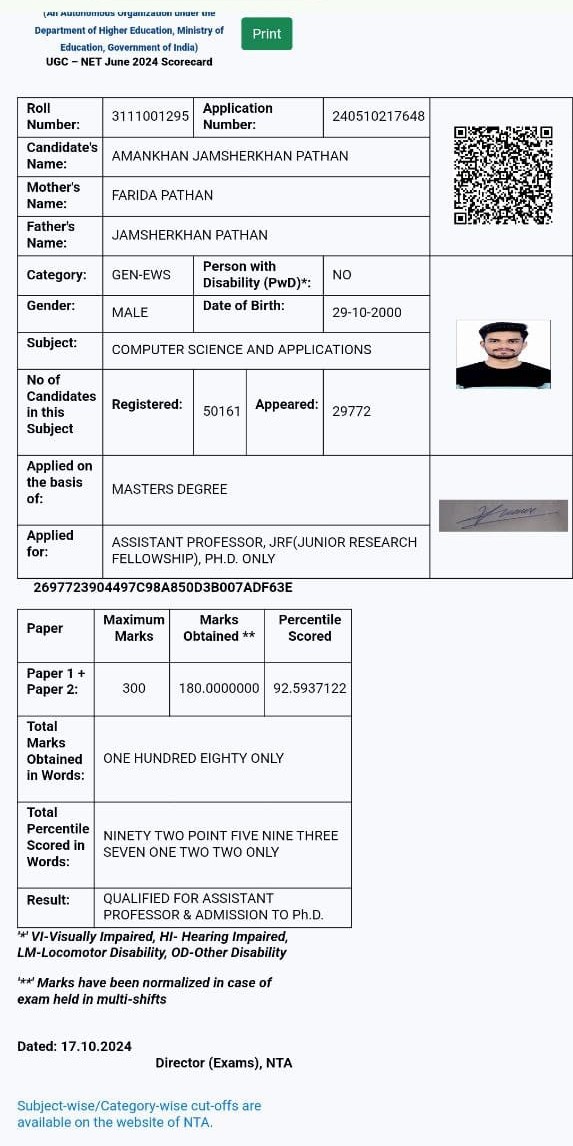 (An Autonomous Organization under the
Department of Higher Education, Ministry of
Education, Government of India)
UGC – NET June 2024 Scorecard
Print
Roll Number: 3111001295 Application Number: 240510217648
Candidate's Name: AMANKHAN JAMSHERKHAN PATHAN
Mother's Name: FARIDA PATHAN
Father's Name: JAMSHERKHAN PATHAN
Category: GEN-EWS Person with Disability (PwD)*: NO
Gender: MALE Date of Birth: 29-10-2000
Subject: COMPUTER SCIENCE AND APPLICATIONS
No of Candidates in this Subject Registered: 50161 Appeared: 29772
Applied on the basis of: MASTERS DEGREE
Applied for: ASSISTANT PROFESSOR, JRF(JUNIOR RESEARCH FELLOWSHIP), PH.D. ONLY
2697723904497C98A850D3B007ADF63E
Paper Maximum Marks Marks Obtained ** Percentile Scored
Paper 1 + Paper 2: 300 180.0000000 92.5937122
Total Marks Obtained in Words: ONE HUNDRED EIGHTY ONLY
Total Percentile Scored in Words: NINETY TWO POINT FIVE NINE THREE SEVEN ONE TWO TWO ONLY
Result: QUALIFIED FOR ASSISTANT PROFESSOR & ADMISSION TO Ph.D.
'*' VI-Visually Impaired, HI- Hearing Impaired,
LM-Locomotor Disability, OD-Other Disability
'**' Marks have been normalized in case of
exam held in multi-shifts
Dated: 17.10.2024
Director (Exams), NTA
Subject-wise/Category-wise cut-offs are
available on the website of NTA.